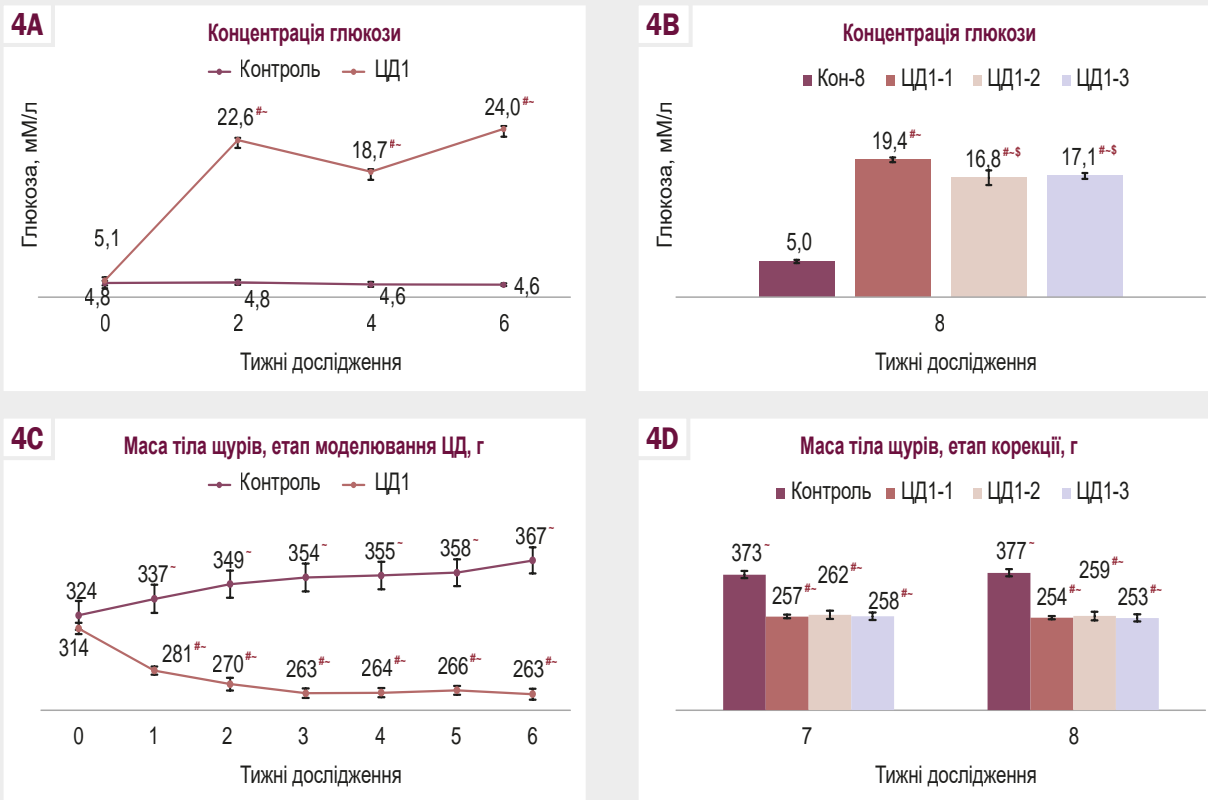 4A
Концентрація глюкози
Контроль ЦД1
Глюкоза, мМ/л
5,1
22,6#~
18,7#~
24,0#~
4,8
4,8
4,6
4,6
0 2 4 6
Тижні дослідження
4B
Концентрація глюкози
Кон-8 ЦД1-1 ЦД1-2 ЦД1-3
Глюкоза, мМ/л
5,0
19,4#~
16,8#~$
17,1#~$
8
Тижні дослідження
4C
Маса тіла щурів, етап моделювання ЦД, г
Контроль ЦД1
324 337~ 349~ 354~ 355~ 358~ 367~
314 281#~ 270#~ 263#~ 264#~ 266#~ 263#~
0 1 2 3 4 5 6
Тижні дослідження
4D
Маса тіла щурів, етап корекції, г
Контроль ЦД1-1 ЦД1-2 ЦД1-3
373~ 257#~ 262#~ 258#~
377~ 254#~ 259#~ 253#~
7 8
Тижні дослідження